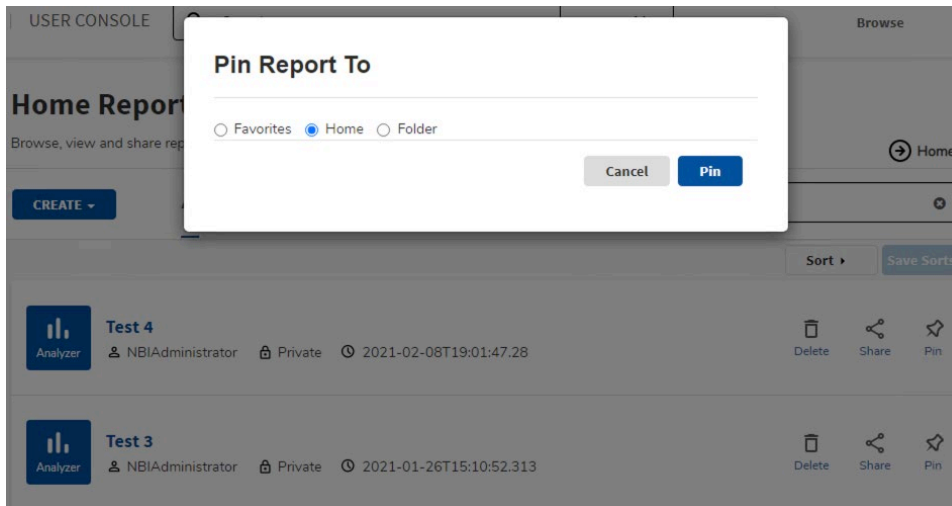 USER CONSOLE
Browse
Pin Report To
Home Report
Browse, view and share rep
Favorites Home Folder
Home
Cancel Pin
CREATE
Sort Save Sorts
Test 4
Analyzer NBIAdministrator Private 2021-02-08T19:01:47.28 Delete Share Pin
Test 3
Analyzer NBIAdministrator Private 2021-01-26T15:10:52.313 Delete Share Pin